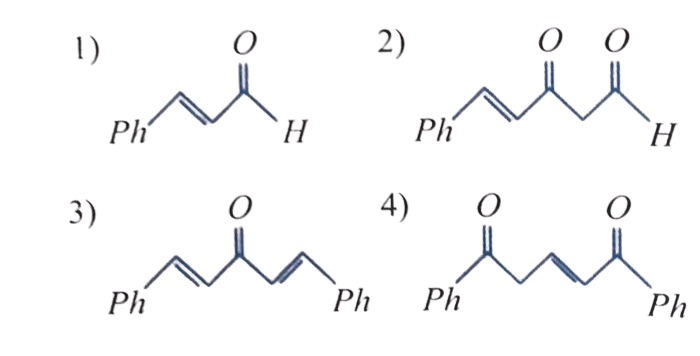 1) O Ph H
2) O O Ph H
3) O Ph Ph
4) O O Ph Ph